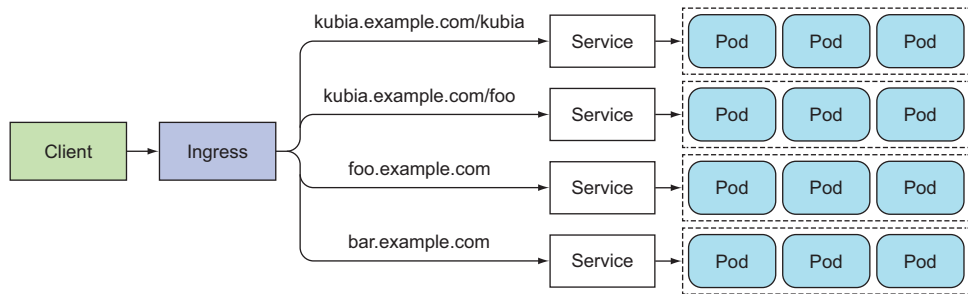 kubia.example.com/kubia
Service
Pod Pod Pod
kubia.example.com/foo
Service
Pod Pod Pod
Client
Ingress
foo.example.com
Service
Pod Pod Pod
bar.example.com
Service
Pod Pod Pod